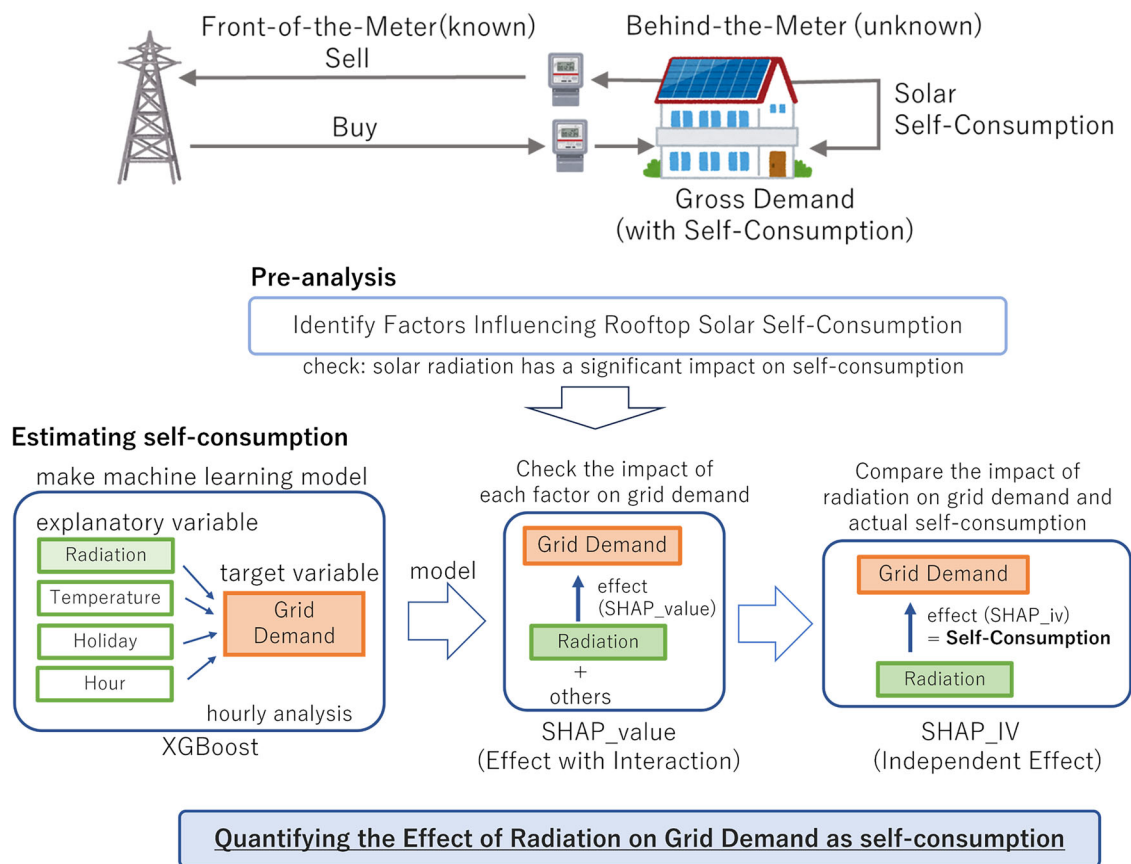 Front-of-the-Meter(known)
Behind-the-Meter (unknown)
Sell
Solar
Self-Consumption
Buy
Gross Demand
(with Self-Consumption)
Pre-analysis
Identify Factors Influencing Rooftop Solar Self-Consumption
check: solar radiation has a significant impact on self-consumption
Estimating self-consumption
make machine learning model
explanatory variable
Radiation
Temperature
Holiday
Hour
target variable
Grid
Demand
hourly analysis
XGBoost
model
Check the impact of
each factor on grid demand
Grid Demand
effect
(SHAP_value)
Radiation
+
others
SHAP_value
(Effect with Interaction)
Compare the impact of
radiation on grid demand and
actual self-consumption
Grid Demand
effect (SHAP_iv)
= Self-Consumption
Radiation
SHAP_IV
(Independent Effect)
Quantifying the Effect of Radiation on Grid Demand as self-consumption